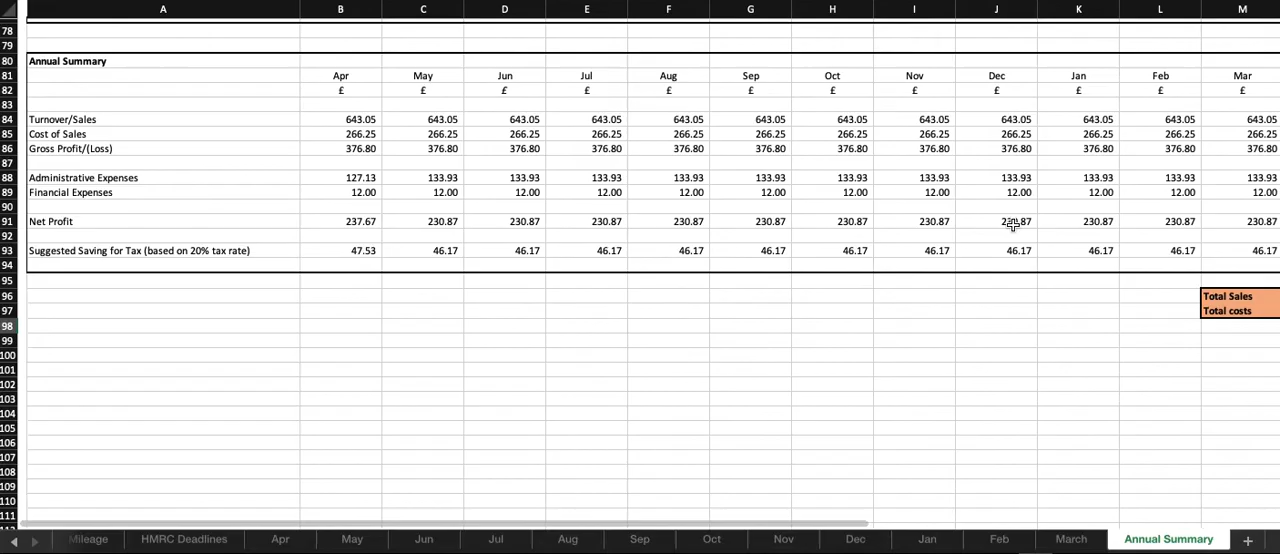 A B C D E F G H I J K L M
78
79
80 Annual Summary
81 Apr May Jun Jul Aug Sep Oct Nov Dec Jan Feb Mar
82 £ £ £ £ £ £ £ £ £ £ £ £
83
84 Turnover/Sales 643.05 643.05 643.05 643.05 643.05 643.05 643.05 643.05 643.05 643.05 643.05 643.05
85 Cost of Sales 266.25 266.25 266.25 266.25 266.25 266.25 266.25 266.25 266.25 266.25 266.25 266.25
86 Gross Profit/(Loss) 376.80 376.80 376.80 376.80 376.80 376.80 376.80 376.80 376.80 376.80 376.80 376.80
87
88 Administrative Expenses 127.13 133.93 133.93 133.93 133.93 133.93 133.93 133.93 133.93 133.93 133.93 133.93
89 Financial Expenses 12.00 12.00 12.00 12.00 12.00 12.00 12.00 12.00 12.00 12.00 12.00 12.00
90
91 Net Profit 237.67 230.87 230.87 230.87 230.87 230.87 230.87 230.87 230.87 230.87 230.87 230.87
92
93 Suggested Saving for Tax (based on 20% tax rate) 47.53 46.17 46.17 46.17 46.17 46.17 46.17 46.17 46.17 46.17 46.17 46.17
94
95
96 Total Sales
97 Total costs
98
99
100
101
102
103
104
105
106
107
108
109
110
111
Mileage HMRC Deadlines Apr May Jun Jul Aug Sep Oct Nov Dec Jan Feb March Annual Summary +